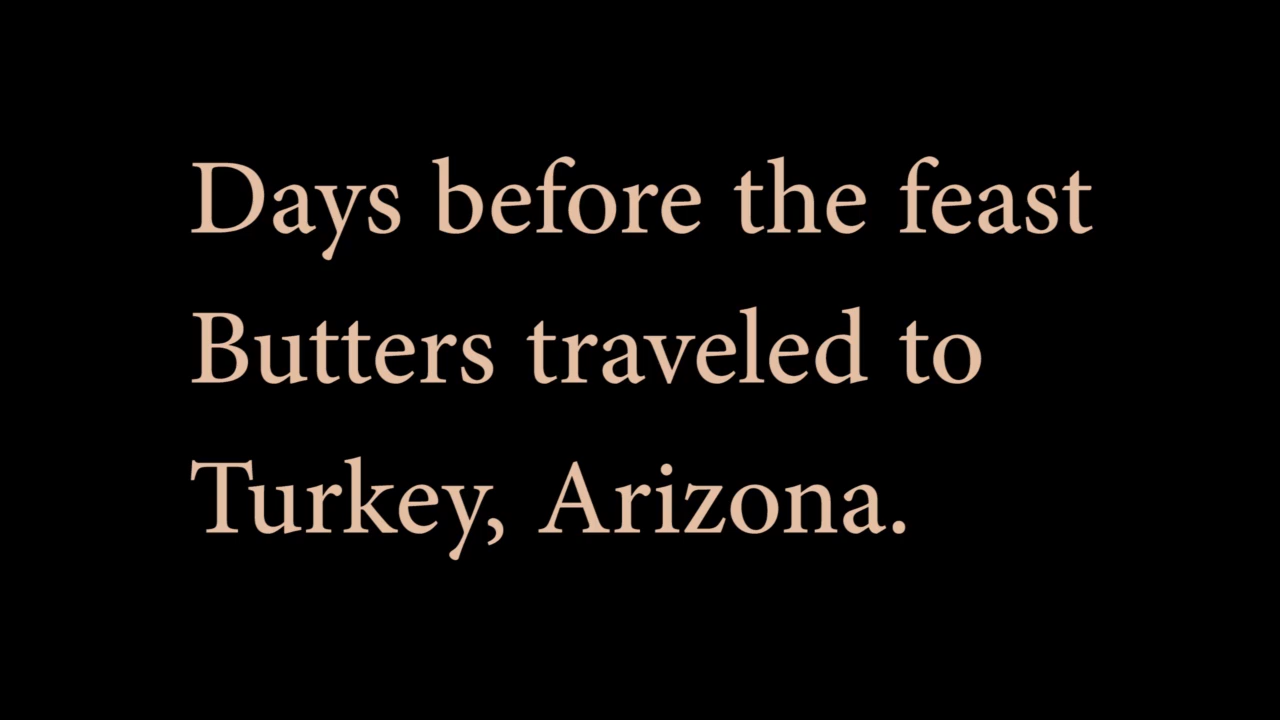 Days before the feast
Butters traveled to
Turkey, Arizona.